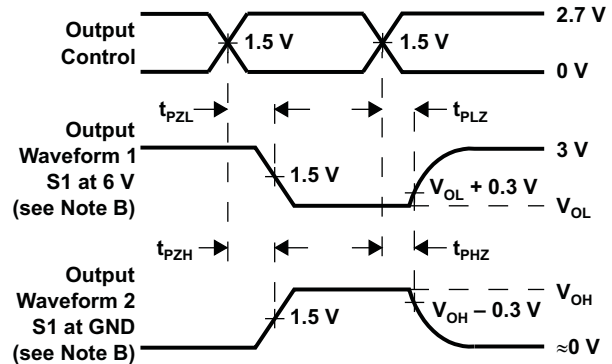 2.7 V
Output
Control
1.5 V
1.5 V
0 V
tPZL
tPLZ
Output
Waveform 1
S1 at 6 V
(see Note B)
3 V
1.5 V
VOL + 0.3 V
VOL
tPZH
tPHZ
Output
Waveform 2
S1 at GND
(see Note B)
VOH
1.5 V
VOH – 0.3 V
≈0 V